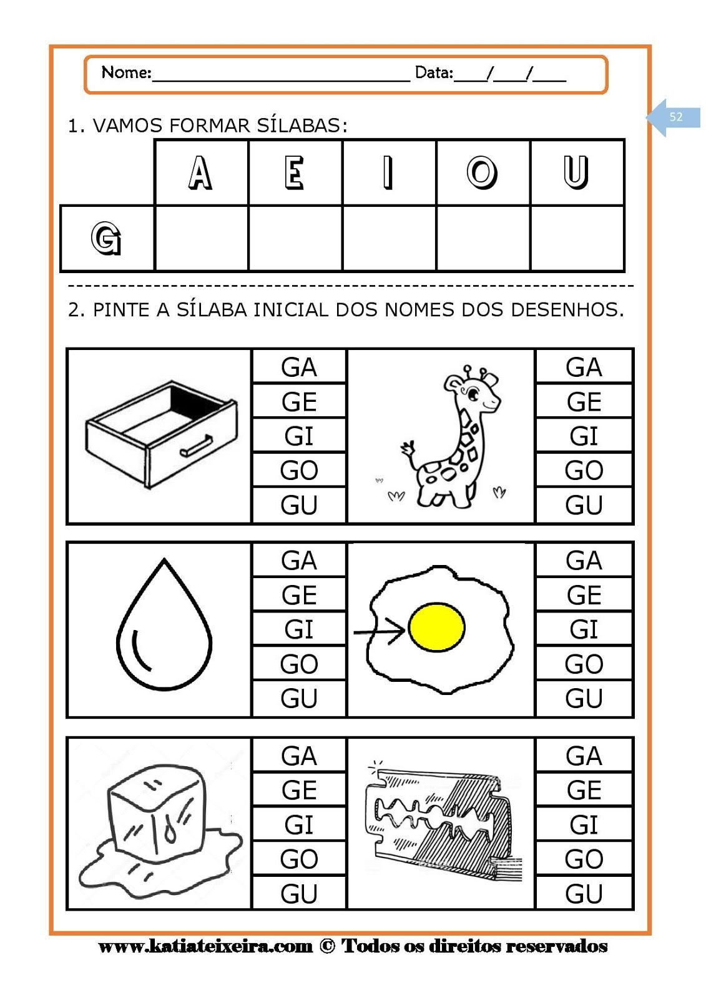 Nome:______________________________ Data:____/____/____
52
1. VAMOS FORMAR SÍLABAS:
A E I O U
G
2. PINTE A SÍLABA INICIAL DOS NOMES DOS DESENHOS.
GA GA
GE GE
GI GI
GO GO
GU GU
GA GA
GE GE
GI GI
GO GO
GU GU
GA GA
GE GE
GI GI
GO GO
GU GU
www.katiateixeira.com © Todos os direitos reservados